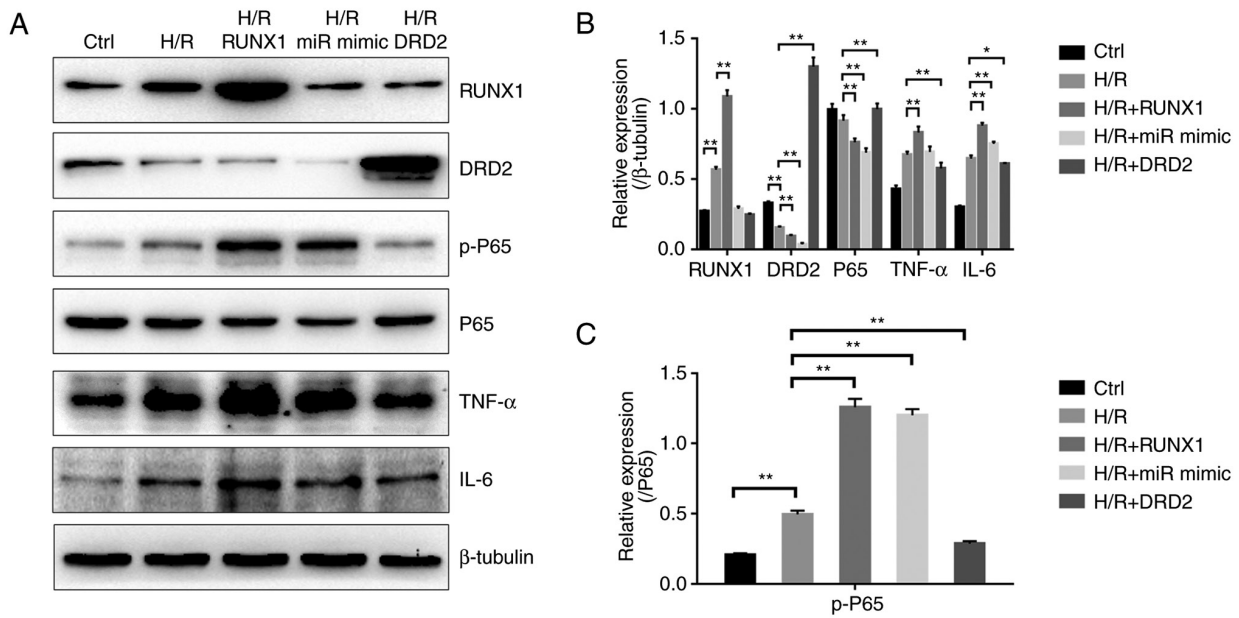 A
Ctrl
H/R
H/R
RUNX1
H/R
miR mimic
H/R
DRD2
RUNX1
DRD2
p-P65
P65
TNF-α
IL-6
β-tubulin
B
Relative expression
(/β-tubulin)
1.5
1.0
0.5
0.0
** ** ** ** ** ** ** ** ** ** ** ** ** ** *
RUNX1 DRD2 P65 TNF-α IL-6
Ctrl
H/R
H/R+RUNX1
H/R+miR mimic
H/R+DRD2
C
Relative expression
(/P65)
1.5
1.0
0.5
0.0
**
**
**
**
p-P65
Ctrl
H/R
H/R+RUNX1
H/R+miR mimic
H/R+DRD2